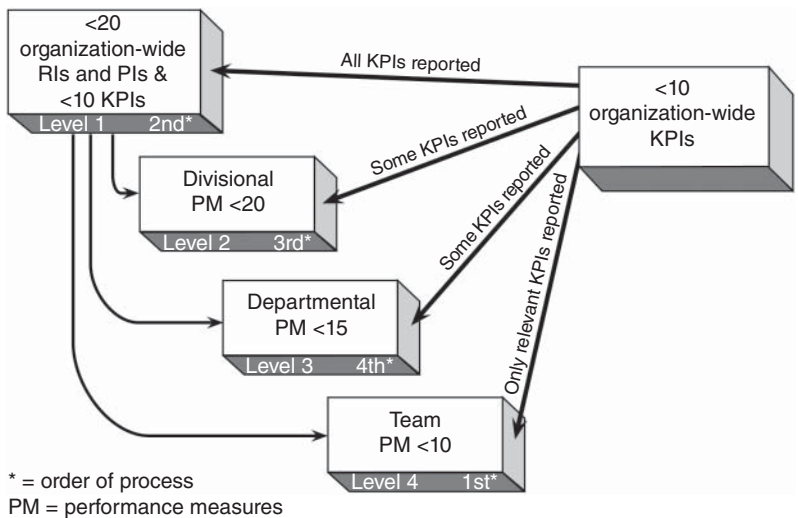 <20
organization-wide
RIs and PIs &
<10 KPIs
Level 1 2nd*
All KPIs reported
<10
organization-wide
KPIs
Some KPIs reported
Divisional
PM <20
Level 2 3rd*
Some KPIs reported
Departmental
PM <15
Level 3 4th*
Only relevant KPIs reported
Team
PM <10
Level 4 1st*
* = order of process
PM = performance measures